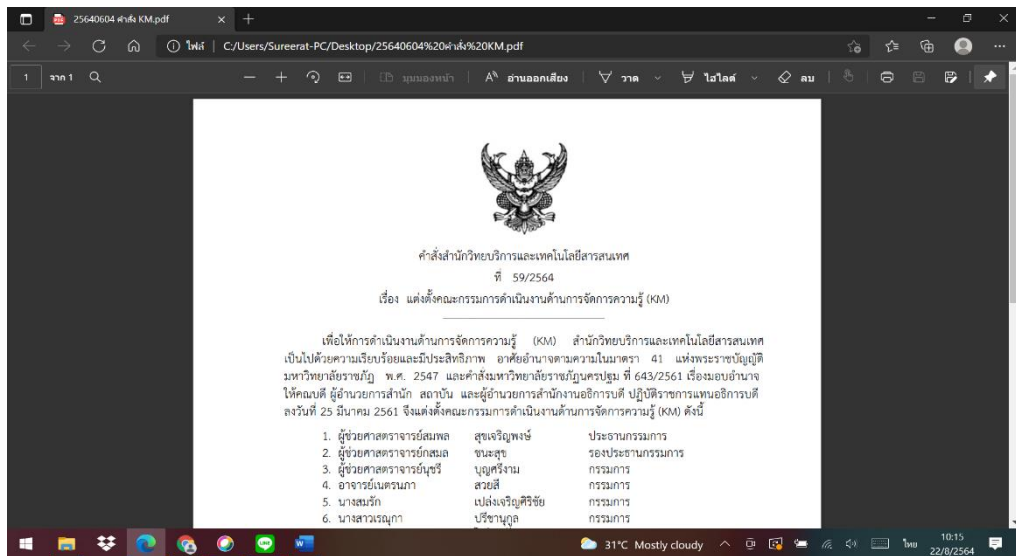 25640604 คำสั่ง KM.pdf
ไฟล์ | C:/Users/Sureerat-PC/Desktop/25640604%20คำสั่ง%20KM.pdf
1 จาก 1 มุมมองหน้า อ่านออกเสียง วาด ไฮไลต์ ลบ
คำสั่งสำนักวิทยบริการและเทคโนโลยีสารสนเทศ
ที่ 59/2564
เรื่อง แต่งตั้งคณะกรรมการดำเนินงานด้านการจัดการความรู้ (KM)
เพื่อให้การดำเนินงานด้านการจัดการความรู้ (KM) สำนักวิทยบริการและเทคโนโลยีสารสนเทศ
เป็นไปด้วยความเรียบร้อยและมีประสิทธิภาพ อาศัยอำนาจตามความในมาตรา 41 แห่งพระราชบัญญัติ
มหาวิทยาลัยราชภัฏ พ.ศ. 2547 และคำสั่งมหาวิทยาลัยราชภัฏนครปฐม ที่ 643/2561 เรื่องมอบอำนาจ
ให้คณบดี ผู้อำนวยการสำนัก สถาบัน และผู้อำนวยการสำนักงานอธิการบดี ปฏิบัติราชการแทนอธิการบดี
ลงวันที่ 25 มีนาคม 2561 จึงแต่งตั้งคณะกรรมการดำเนินงานด้านการจัดการความรู้ (KM) ดังนี้
1. ผู้ช่วยศาสตราจารย์สมพล สุขเจริญพงษ์ ประธานกรรมการ
2. ผู้ช่วยศาสตราจารย์กสมล ชนะสุข รองประธานกรรมการ
3. ผู้ช่วยศาสตราจารย์นุชรี บุญศรีงาม กรรมการ
4. อาจารย์เนตรนภา สวยสี กรรมการ
5. นางสมรัก เปล่งเจริญศิริชัย กรรมการ
6. นางสาวเรณุกา ปรีชานุกูล กรรมการ
31°C Mostly cloudy ไทย 10:15
22/8/2564